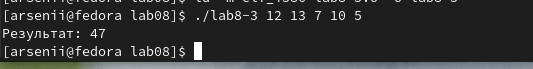 [arsenii@fedora lab08]$ ./lab8-3 12 13 7 10 5
Результат: 47
[arsenii@fedora lab08]$